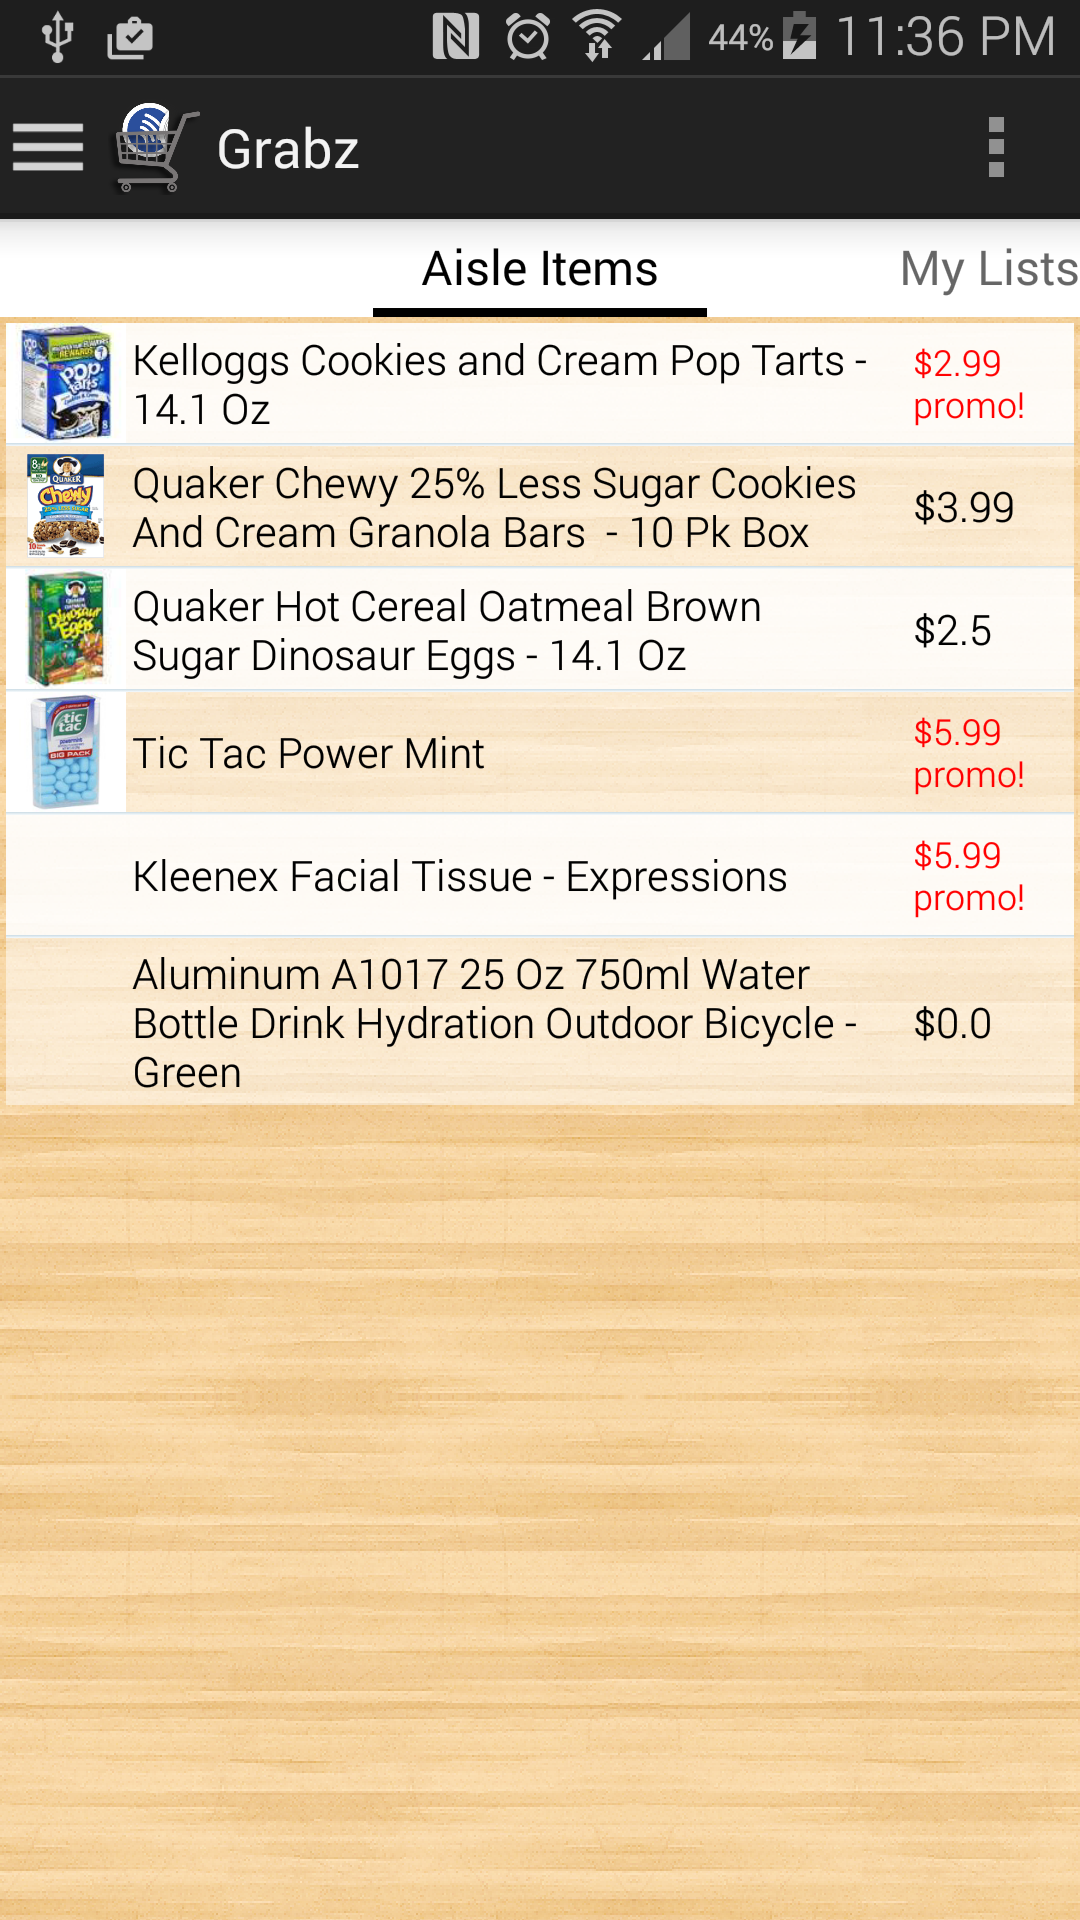 44% 11:36 PM
Grabz
Aisle Items
My Lists
Kelloggs Cookies and Cream Pop Tarts -
14.1 Oz
$2.99
promo!
Quaker Chewy 25% Less Sugar Cookies
And Cream Granola Bars  - 10 Pk Box
$3.99
Quaker Hot Cereal Oatmeal Brown
Sugar Dinosaur Eggs - 14.1 Oz
$2.5
Tic Tac Power Mint
$5.99
promo!
Kleenex Facial Tissue - Expressions
$5.99
promo!
Aluminum A1017 25 Oz 750ml Water
Bottle Drink Hydration Outdoor Bicycle -
Green
$0.0